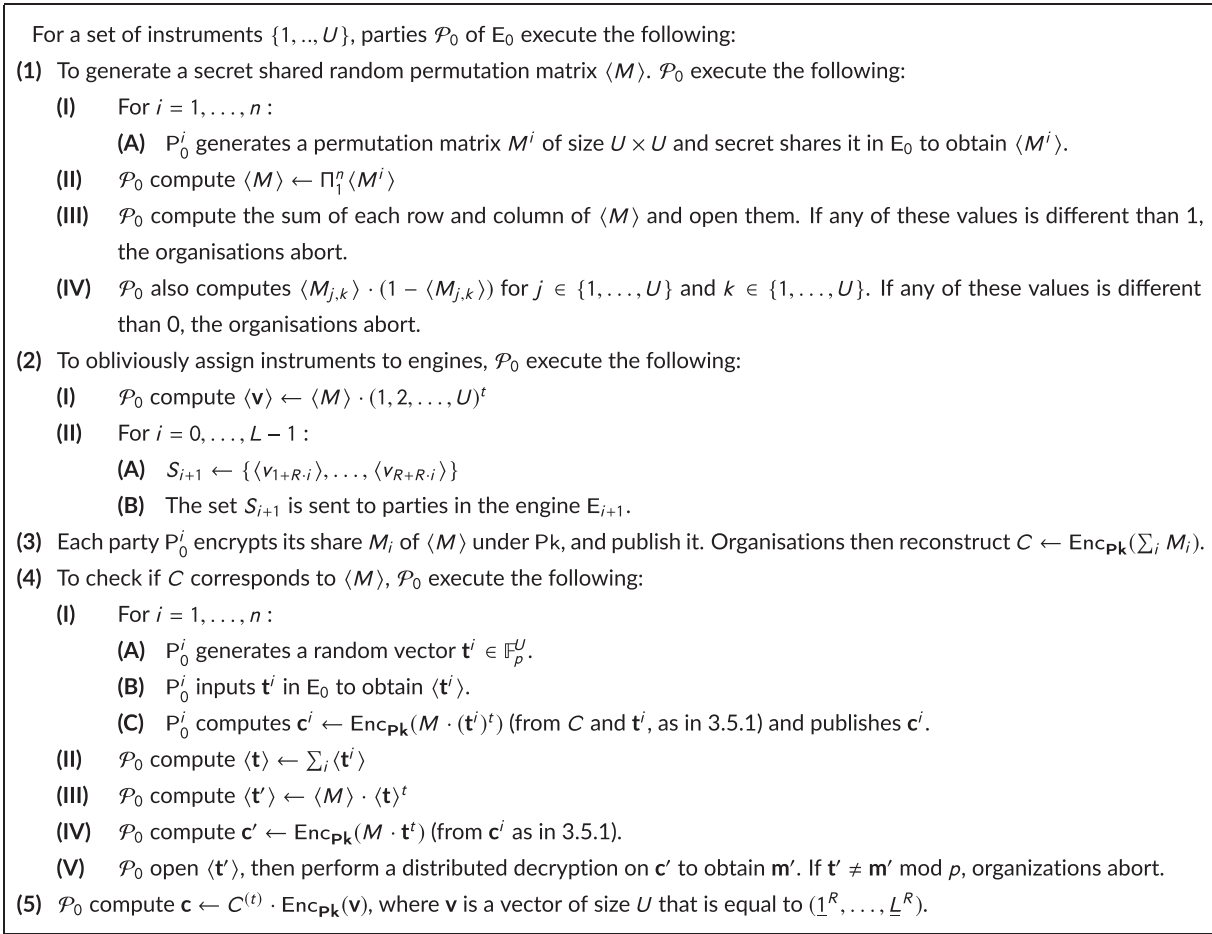 For a set of instruments {1, .., U}, parties 𝒫₀ of E₀ execute the following:
(1) To generate a secret shared random permutation matrix ⟨M⟩. 𝒫₀ execute the following:
(I) For i = 1, . . . , n :
(A) P₀ⁱ generates a permutation matrix Mⁱ of size U × U and secret shares it in E₀ to obtain ⟨Mⁱ⟩.
(II) 𝒫₀ compute ⟨M⟩ ← Π₁ⁿ⟨Mⁱ⟩
(III) 𝒫₀ compute the sum of each row and column of ⟨M⟩ and open them. If any of these values is different than 1,
the organisations abort.
(IV) 𝒫₀ also computes ⟨M_{j,k}⟩ · (1 − ⟨M_{j,k}⟩) for j ∈ {1, . . . , U} and k ∈ {1, . . . , U}. If any of these values is different
than 0, the organisations abort.
(2) To obliviously assign instruments to engines, 𝒫₀ execute the following:
(I) 𝒫₀ compute ⟨v⟩ ← ⟨M⟩ · (1, 2, . . . , U)ᵗ
(II) For i = 0, . . . , L − 1 :
(A) S_{i+1} ← {⟨v_{1+R·i}⟩, . . . , ⟨v_{R+R·i}⟩}
(B) The set S_{i+1} is sent to parties in the engine E_{i+1}.
(3) Each party P₀ⁱ encrypts its share Mᵢ of ⟨M⟩ under Pk, and publish it. Organisations then reconstruct C ← Enc_Pk(∑ᵢ Mᵢ).
(4) To check if C corresponds to ⟨M⟩, 𝒫₀ execute the following:
(I) For i = 1, . . . , n :
(A) P₀ⁱ generates a random vector tⁱ ∈ 𝔽ₚᵁ.
(B) P₀ⁱ inputs tⁱ in E₀ to obtain ⟨tⁱ⟩.
(C) P₀ⁱ computes cⁱ ← Enc_Pk(M · (tⁱ)ᵗ) (from C and tⁱ, as in 3.5.1) and publishes cⁱ.
(II) 𝒫₀ compute ⟨t⟩ ← ∑ᵢ⟨tⁱ⟩
(III) 𝒫₀ compute ⟨t′⟩ ← ⟨M⟩ · ⟨t⟩ᵗ
(IV) 𝒫₀ compute c′ ← Enc_Pk(M · tᵗ) (from cⁱ as in 3.5.1).
(V) 𝒫₀ open ⟨t′⟩, then perform a distributed decryption on c′ to obtain m′. If t′ ≠ m′ mod p, organizations abort.
(5) 𝒫₀ compute c ← C⁽ᵗ⁾ · Enc_Pk(v), where v is a vector of size U that is equal to (1̲ᴿ, . . . , L̲ᴿ).